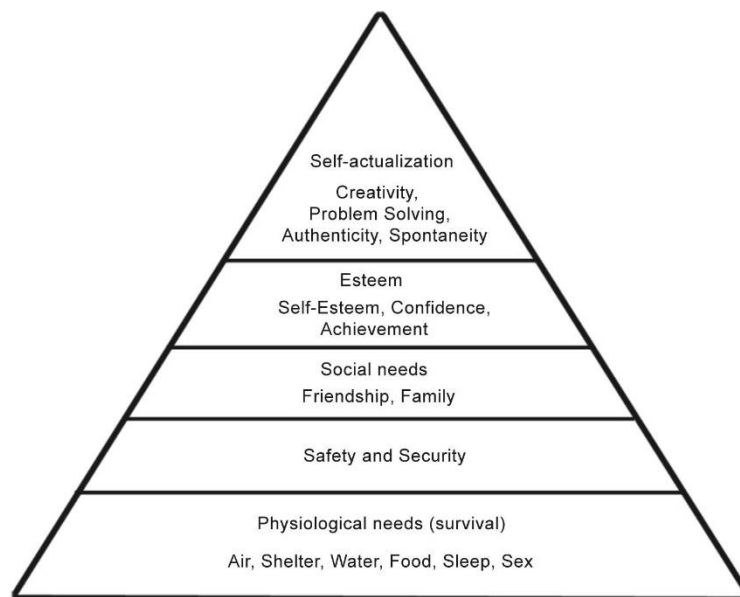 Self-actualization
Creativity,
Problem Solving,
Authenticity, Spontaneity
Esteem
Self-Esteem, Confidence,
Achievement
Social needs
Friendship, Family
Safety and Security
Physiological needs (survival)
Air, Shelter, Water, Food, Sleep, Sex